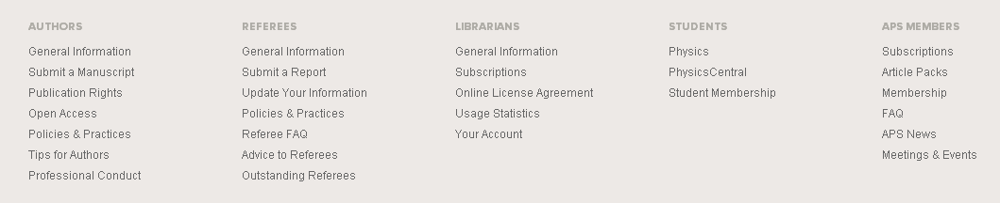 AUTHORS
General Information
Submit a Manuscript
Publication Rights
Open Access
Policies & Practices
Tips for Authors
Professional Conduct
REFEREES
General Information
Submit a Report
Update Your Information
Policies & Practices
Referee FAQ
Advice to Referees
Outstanding Referees
LIBRARIANS
General Information
Subscriptions
Online License Agreement
Usage Statistics
Your Account
STUDENTS
Physics
PhysicsCentral
Student Membership
APS MEMBERS
Subscriptions
Article Packs
Membership
FAQ
APS News
Meetings & Events